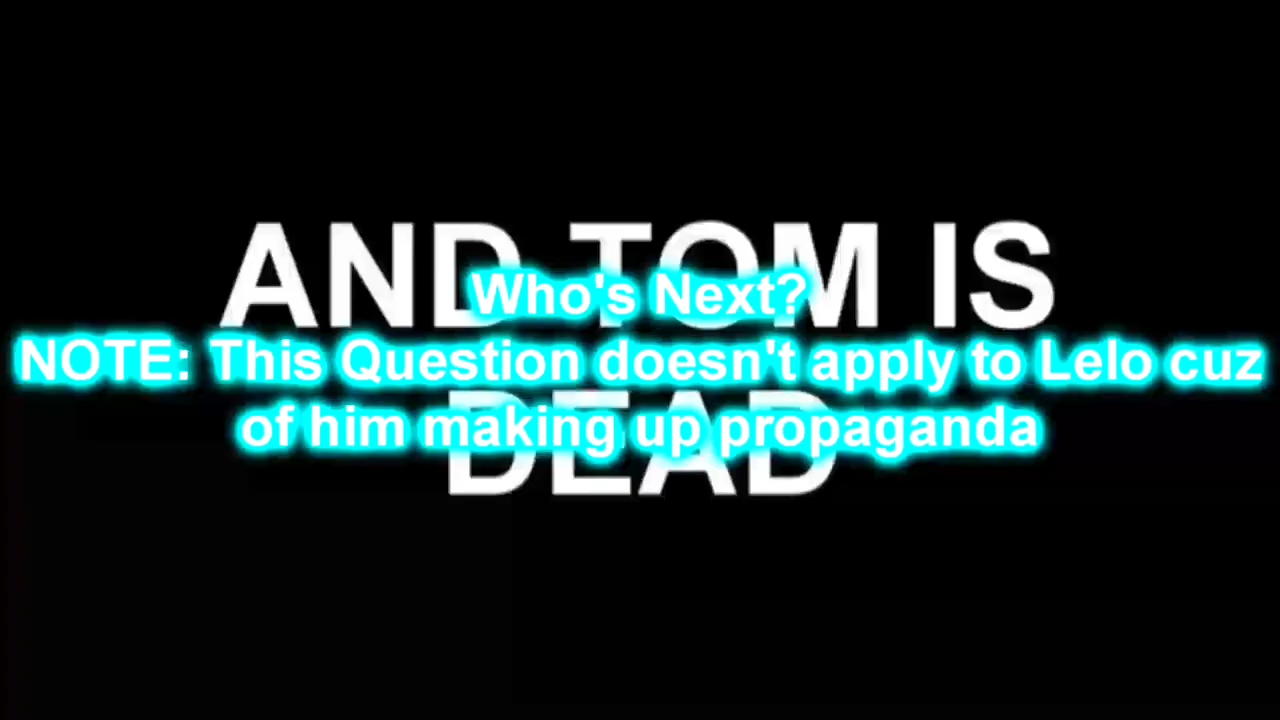 AND TOM IS
Who's Next?
NOTE: This Question doesn't apply to Lelo cuz
of him making up propaganda
DEAD